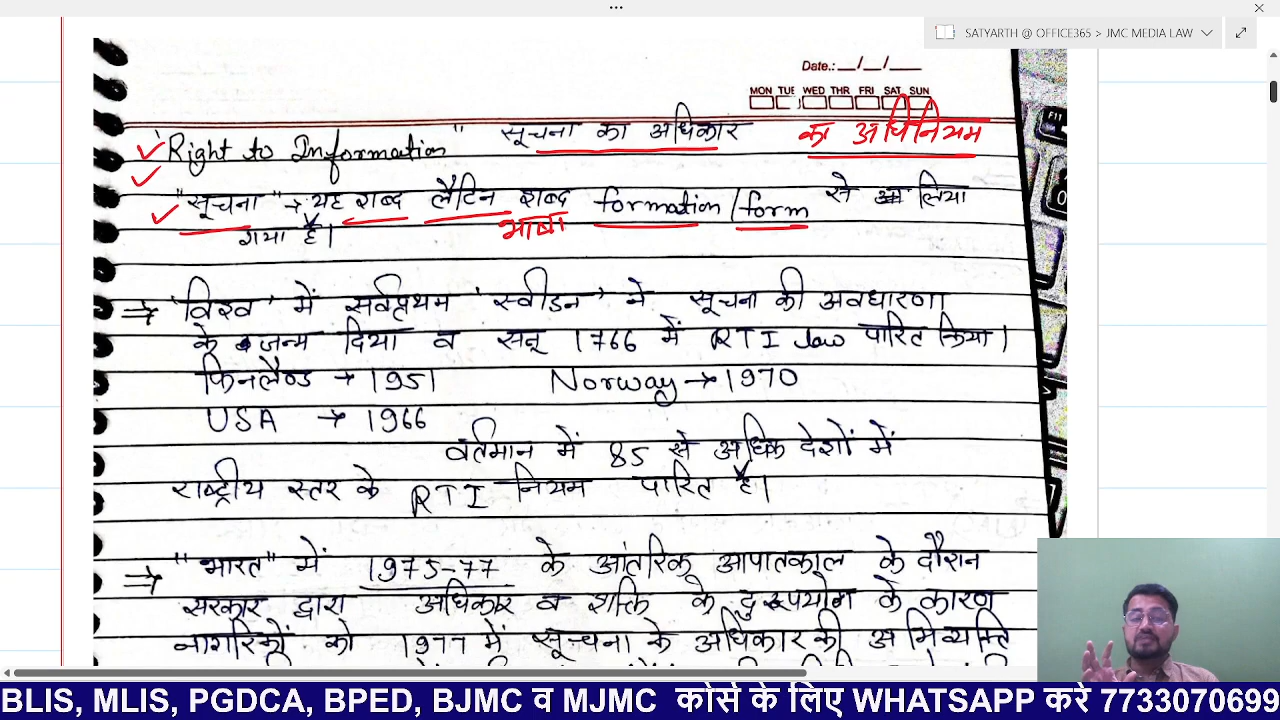 SATYARTH @ OFFICE365 > JMC MEDIA LAW
Date.: __/__/____
MON TUE WED THR FRI SAT SUN
Right to Information " सूचना का अधिकार का अधिनियम
"सूचना" → यह शब्द लैटिन शब्द formation / form से लिया
भाषा
गया है।
⇒ 'विश्व' में सर्वप्रथम 'स्वीडन' ने सूचना की अवधारणा
के जन्म दिया व सन् 1766 में RTI law पारित किया।
फिनलैण्ड → 1951 Norway → 1970
USA → 1966
वर्तमान में 85 से अधिक देशों में
राष्ट्रीय स्तर के RTI नियम पारित है।
⇒ "भारत" में 1975-77 के आंतरिक आपातकाल के दौरान
सरकार द्वारा अधिकार व शक्ति के दुरूपयोग के कारण
नागरिकों को 1977 में सूचना के अधिकार की अभिव्यक्ति
BLIS, MLIS, PGDCA, BPED, BJMC व MJMC कोर्स के लिए WHATSAPP करे 7733070699